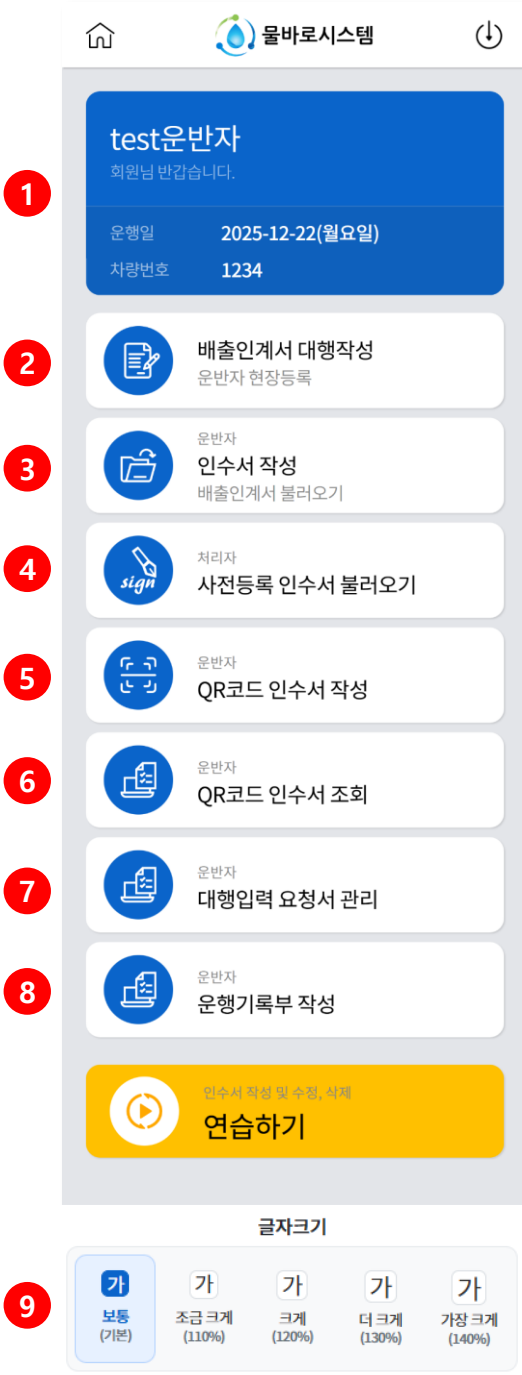 물바로시스템
1
test운반자
회원님 반갑습니다.
운행일 2025-12-22(월요일)
차량번호 1234
2
배출인계서 대행작성
운반자 현장등록
3
운반자
인수서 작성
배출인계서 불러오기
4
sign
처리자
사전등록 인수서 불러오기
5
운반자
QR코드 인수서 작성
6
운반자
QR코드 인수서 조회
7
운반자
대행입력 요청서 관리
8
운반자
운행기록부 작성
인수서 작성 및 수정, 삭제
연습하기
글자크기
9
가 가 가 가 가
보통 조금 크게 크게 더 크게 가장 크게
(기본) (110%) (120%) (130%) (140%)